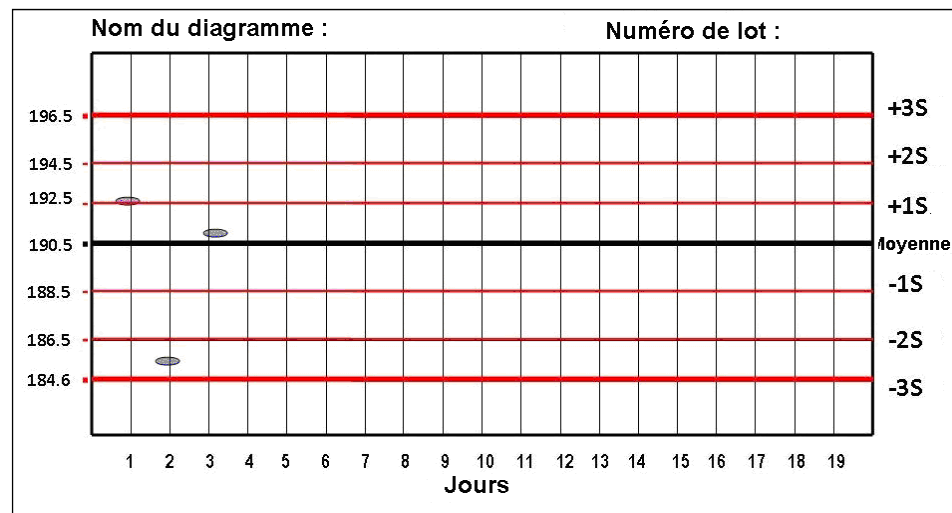 Nom du diagramme : Numéro de lot :
196.5 +3S
194.5 +2S
192.5 +1S
190.5 Moyenne
188.5 -1S
186.5 -2S
184.6 -3S
1 2 3 4 5 6 7 8 9 10 11 12 13 14 15 16 17 18 19
Jours